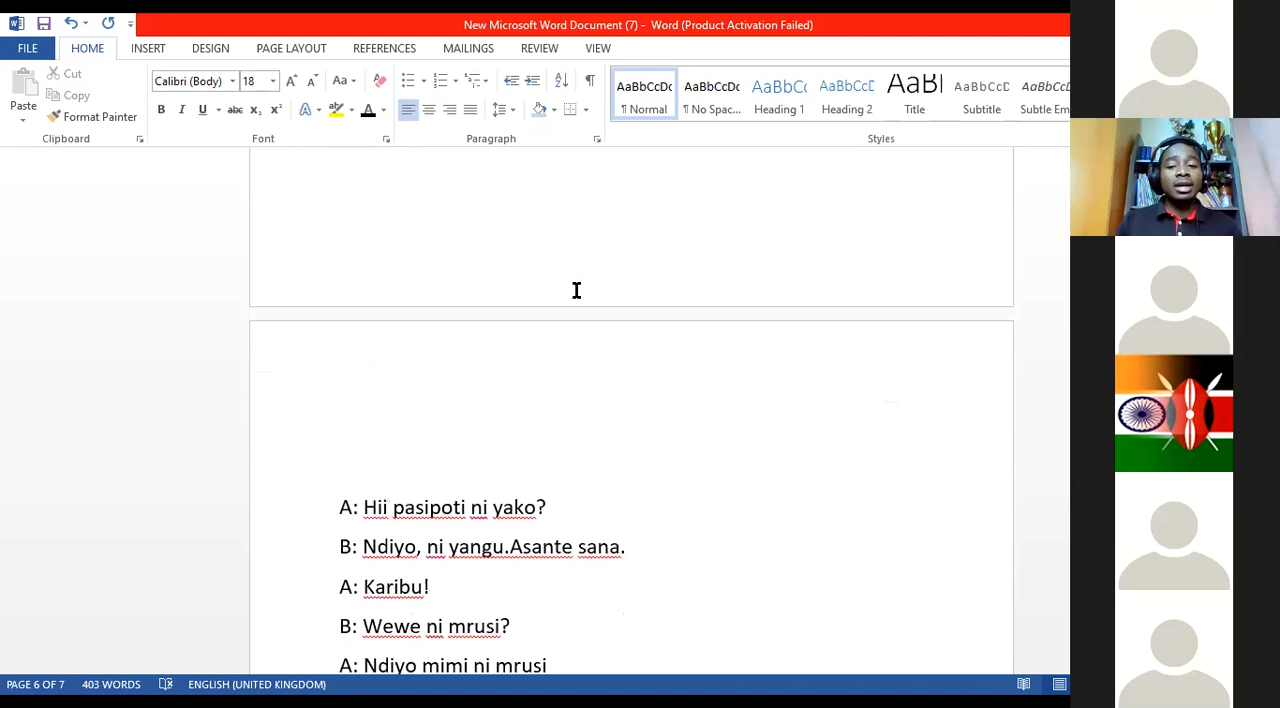 New Microsoft Word Document (7) - Word (Product Activation Failed)
FILE HOME INSERT DESIGN PAGE LAYOUT REFERENCES MAILINGS REVIEW VIEW
Paste
Cut
Copy
Format Painter
Clipboard
Calibri (Body) 18
Font
Paragraph
AaBbCcDc AaBbCcDc AaBbCc AaBbCcD AaBl AaBbCcD AaBbCcD
¶ Normal ¶ No Spac... Heading 1 Heading 2 Title Subtitle Subtle Em
Styles
A: Hii pasipoti ni yako?
B: Ndiyo, ni yangu.Asante sana.
A: Karibu!
B: Wewe ni mrusi?
A: Ndiyo mimi ni mrusi
PAGE 6 OF 7 403 WORDS ENGLISH (UNITED KINGDOM)